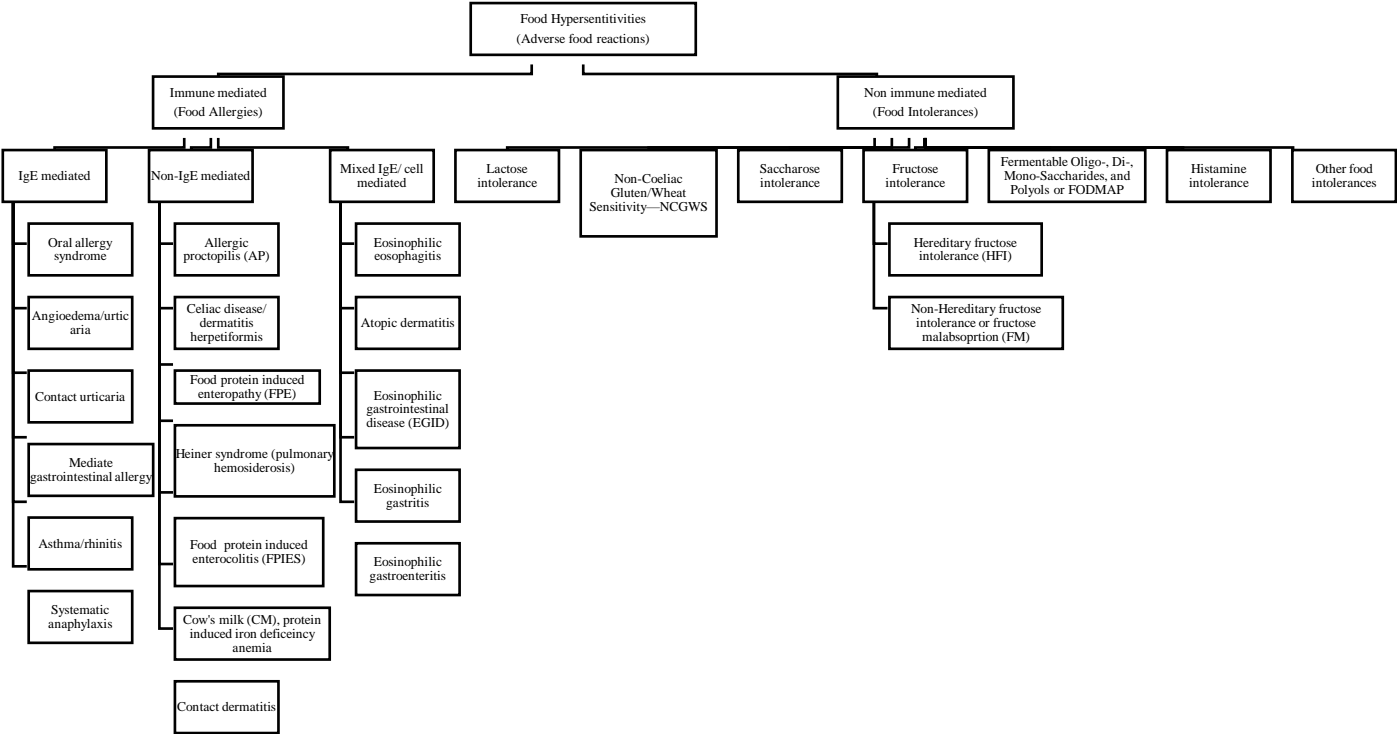 Food Hypersentitivities
(Adverse food reactions)
Immune mediated
(Food Allergies)
Non immune mediated
(Food Intolerances)
IgE mediated
Non-IgE mediated
Mixed IgE/ cell
mediated
Lactose
intolerance
Non-Coeliac
Gluten/Wheat
Sensitivity—NCGWS
Saccharose
intolerance
Fructose
intolerance
Fermentable Oligo-, Di-,
Mono-Saccharides, and
Polyols or FODMAP
Histamine
intolerance
Other food
intolerances
Oral allergy
syndrome
Angioedema/urtic
aria
Contact urticaria
Mediate
gastrointestinal allergy
Asthma/rhinitis
Systematic
anaphylaxis
Allergic
proctopilis (AP)
Celiac disease/
dermatitis
herpetiformis
Food protein induced
enteropathy (FPE)
Heiner syndrome (pulmonary
hemosiderosis)
Food protein induced
enterocolitis (FPIES)
Cow's milk (CM), protein
induced iron deficeincy
anemia
Contact dermatitis
Eosinophilic
eosophagitis
Atopic dermatitis
Eosinophilic
gastrointestinal
disease (EGID)
Eosinophilic
gastritis
Eosinophilic
gastroenteritis
Hereditary fructose
intolerance (HFI)
Non-Hereditary fructose
intolerance or fructose
malabsoprtion (FM)